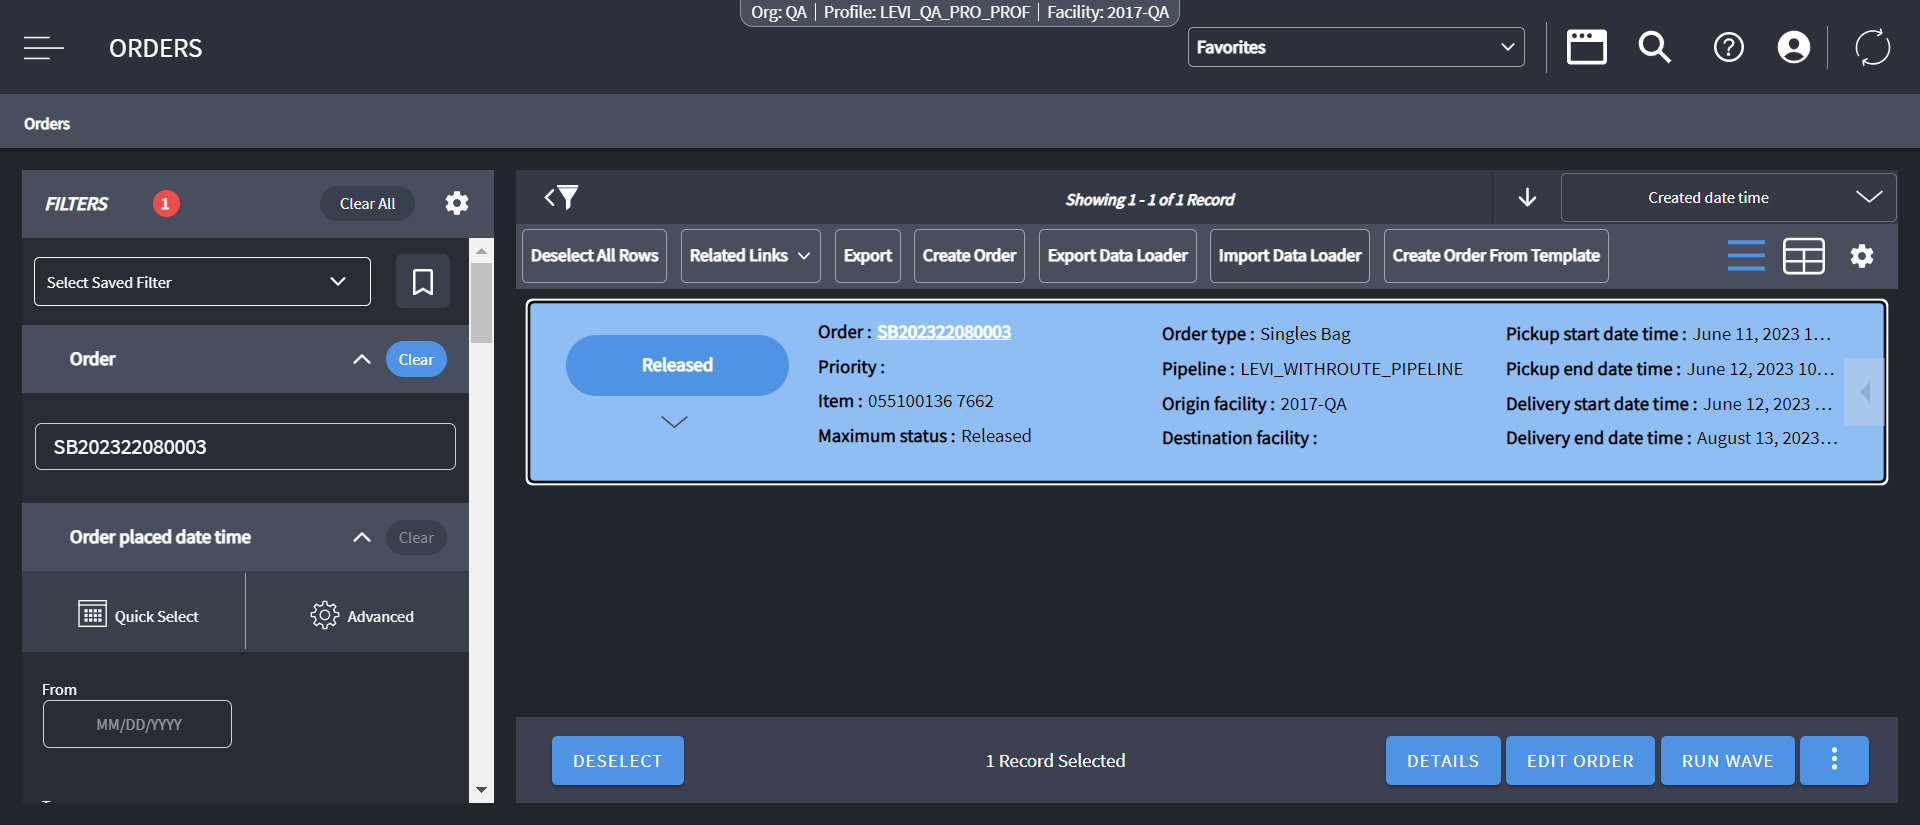 Org: QA | Profile: LEVI_QA_PRO_PROF | Facility: 2017-QA
ORDERS
Favorites
Orders
FILTERS 1 Clear All
Select Saved Filter
Order Clear
SB202322080003
Order placed date time Clear
Quick Select Advanced
From
MM/DD/YYYY
Showing 1 - 1 of 1 Record
Created date time
Deselect All Rows Related Links Export Create Order Export Data Loader Import Data Loader Create Order From Template
Released
Order : SB202322080003
Priority :
Item : 055100136 7662
Maximum status : Released
Order type : Singles Bag
Pipeline : LEVI_WITHROUTE_PIPELINE
Origin facility : 2017-QA
Destination facility :
Pickup start date time : June 11, 2023 1...
Pickup end date time : June 12, 2023 10...
Delivery start date time : June 12, 2023 ...
Delivery end date time : August 13, 2023...
DESELECT 1 Record Selected DETAILS EDIT ORDER RUN WAVE